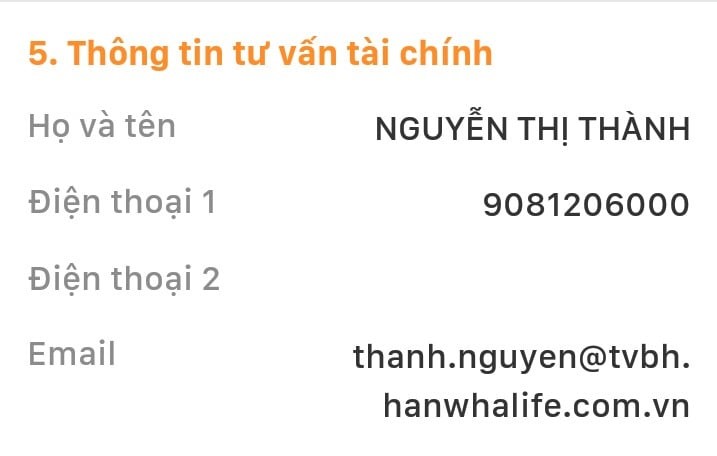 5. Thông tin tư vấn tài chính
Họ và tên NGUYỄN THỊ THÀNH
Điện thoại 1 9081206000
Điện thoại 2
Email thanh.nguyen@tvbh.
hanwhalife.com.vn